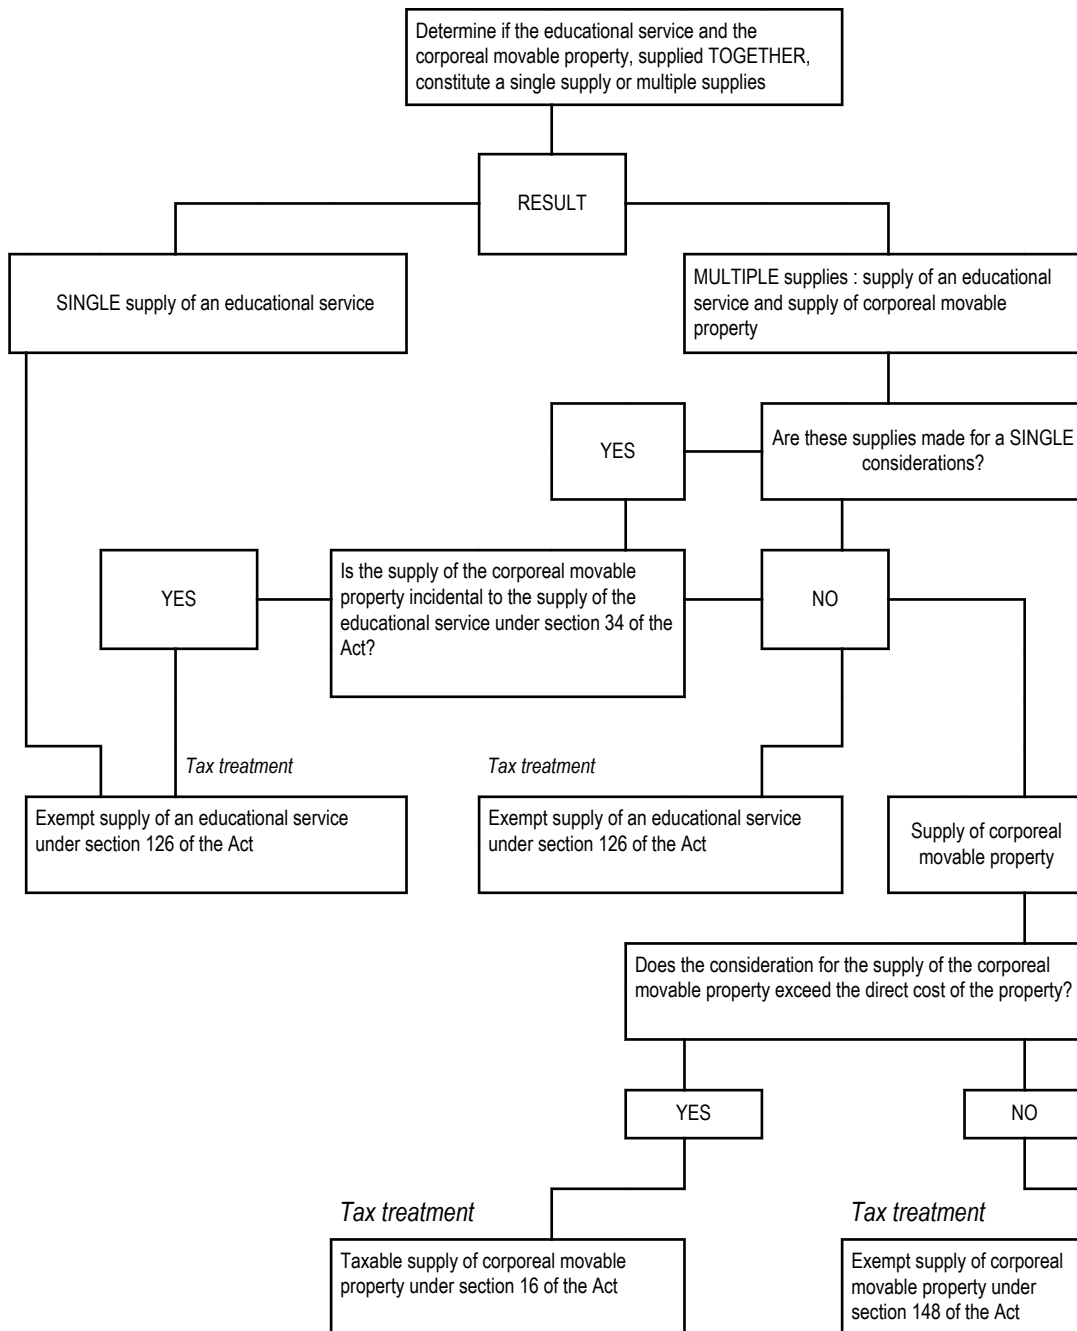 Determine if the educational service and the
corporeal movable property, supplied TOGETHER,
constitute a single supply or multiple supplies
RESULT
SINGLE supply of an educational service
MULTIPLE supplies : supply of an educational
service and supply of corporeal movable
property
YES
Are these supplies made for a SINGLE
considerations?
YES
Is the supply of the corporeal movable
property incidental to the supply of the
educational service under section 34 of the
Act?
NO
Tax treatment
Tax treatment
Exempt supply of an educational service
under section 126 of the Act
Exempt supply of an educational service
under section 126 of the Act
Supply of corporeal
movable property
Does the consideration for the supply of the corporeal
movable property exceed the direct cost of the property?
YES
NO
Tax treatment
Tax treatment
Taxable supply of corporeal movable
property under section 16 of the Act
Exempt supply of corporeal
movable property under
section 148 of the Act